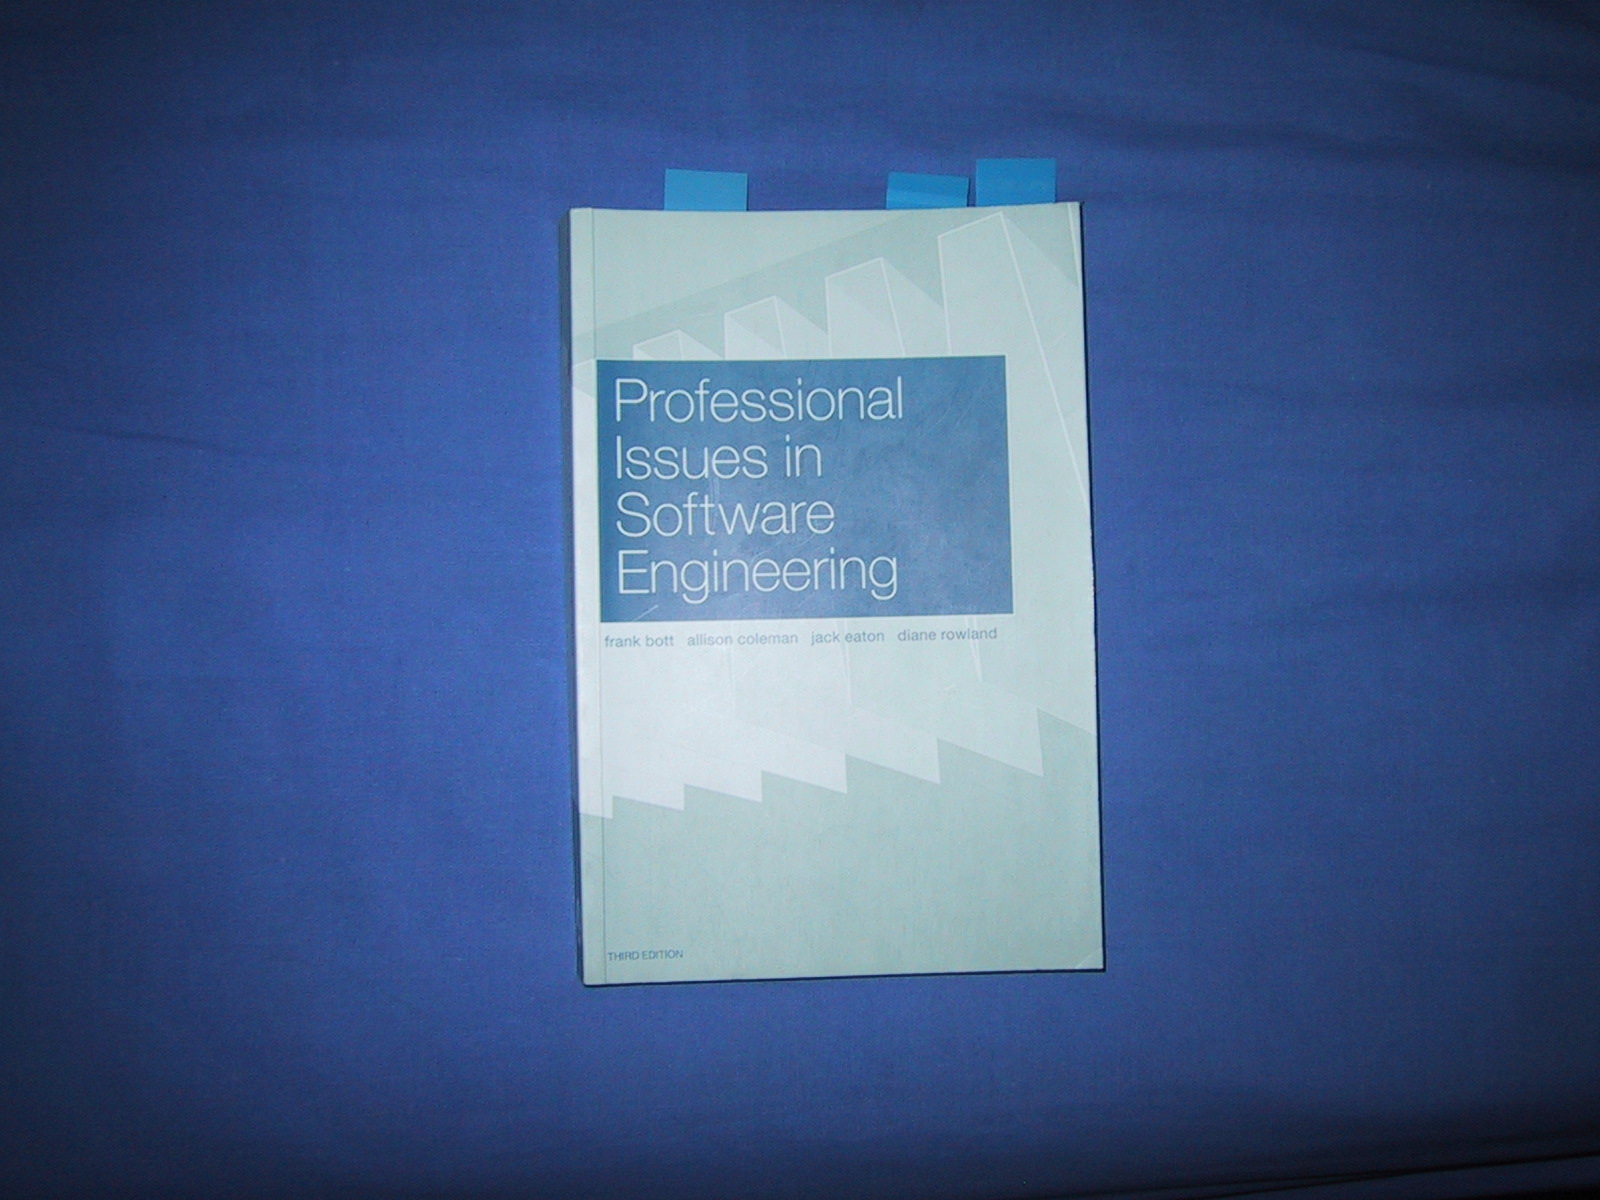 Professional
Issues in
Software
Engineering
frank bott allison coleman jack eaton diane rowland
THIRD EDITION